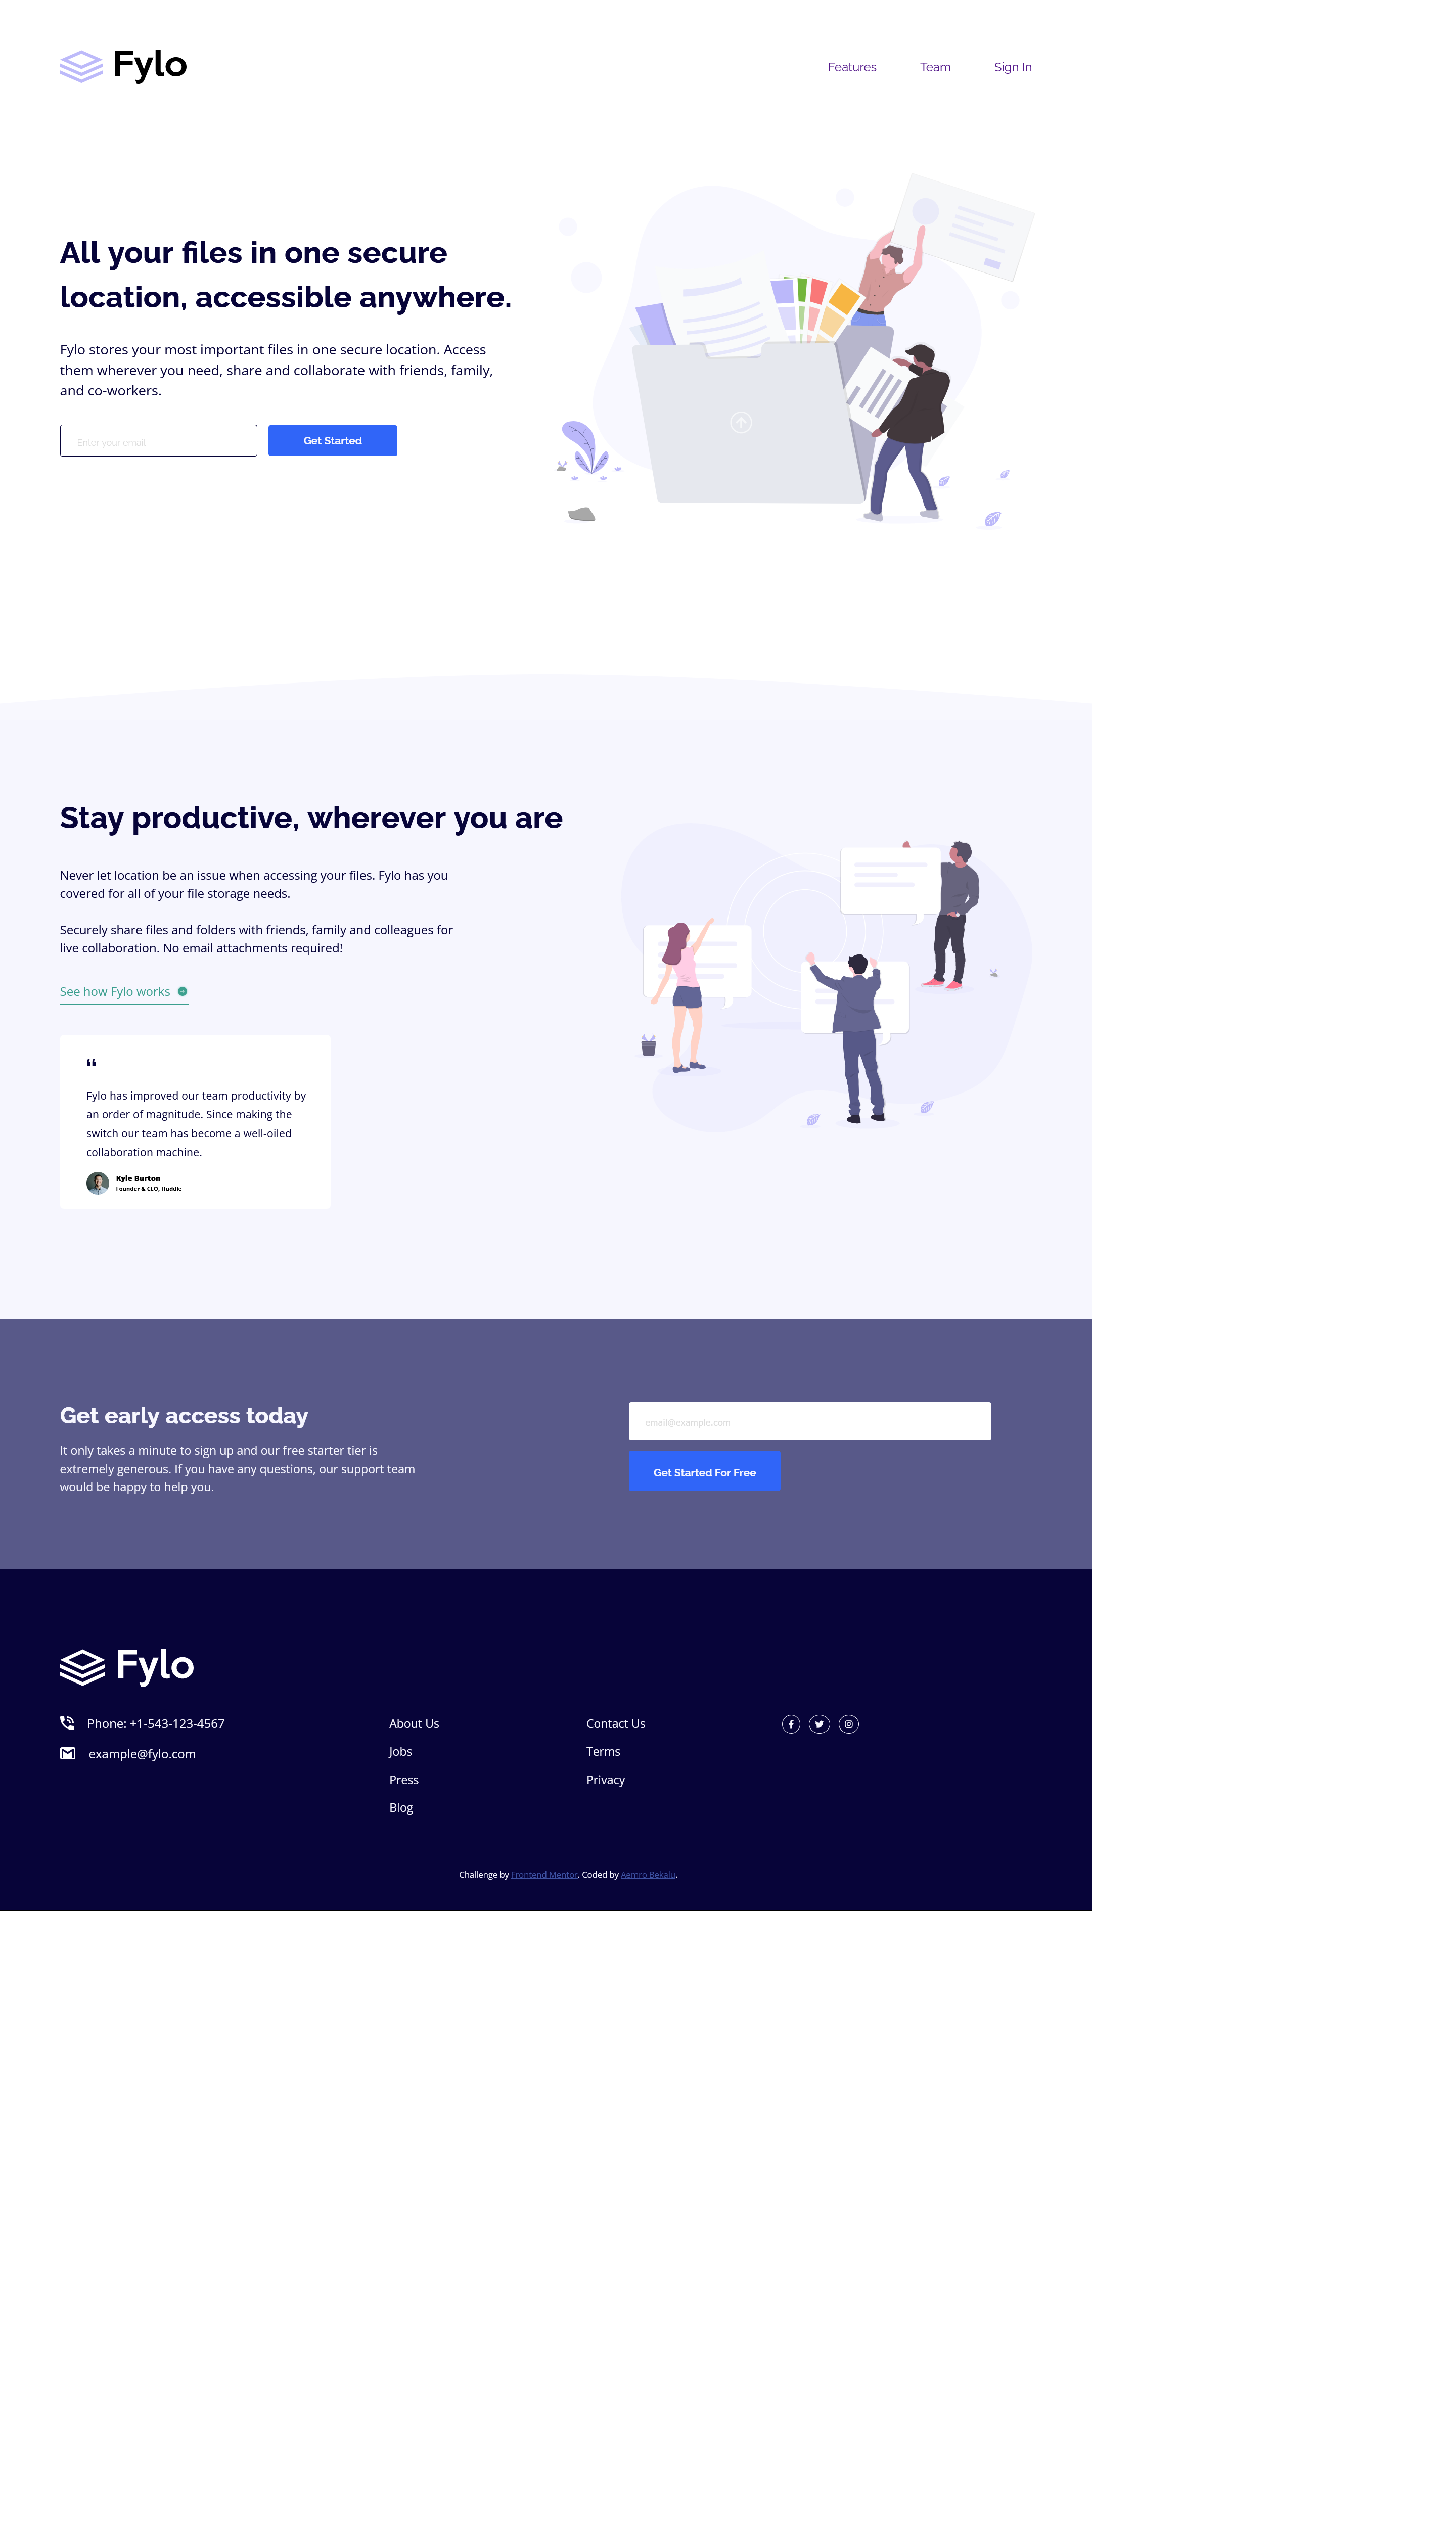 Fylo
Features
Team
Sign In
All your files in one secure
location, accessible anywhere.
Fylo stores your most important files in one secure location. Access
them wherever you need, share and collaborate with friends, family,
and co-workers.
Enter your email
Get Started
Stay productive, wherever you are
Never let location be an issue when accessing your files. Fylo has you
covered for all of your file storage needs.
Securely share files and folders with friends, family and colleagues for
live collaboration. No email attachments required!
See how Fylo works
“
Fylo has improved our team productivity by
an order of magnitude. Since making the
switch our team has become a well-oiled
collaboration machine.
Kyle Burton
Founder & CEO, Huddle
Get early access today
It only takes a minute to sign up and our free starter tier is
extremely generous. If you have any questions, our support team
would be happy to help you.
email@example.com
Get Started For Free
Fylo
Phone: +1-543-123-4567
example@fylo.com
About Us
Jobs
Press
Blog
Contact Us
Terms
Privacy
Challenge by Frontend Mentor. Coded by Aemro Bekalu.